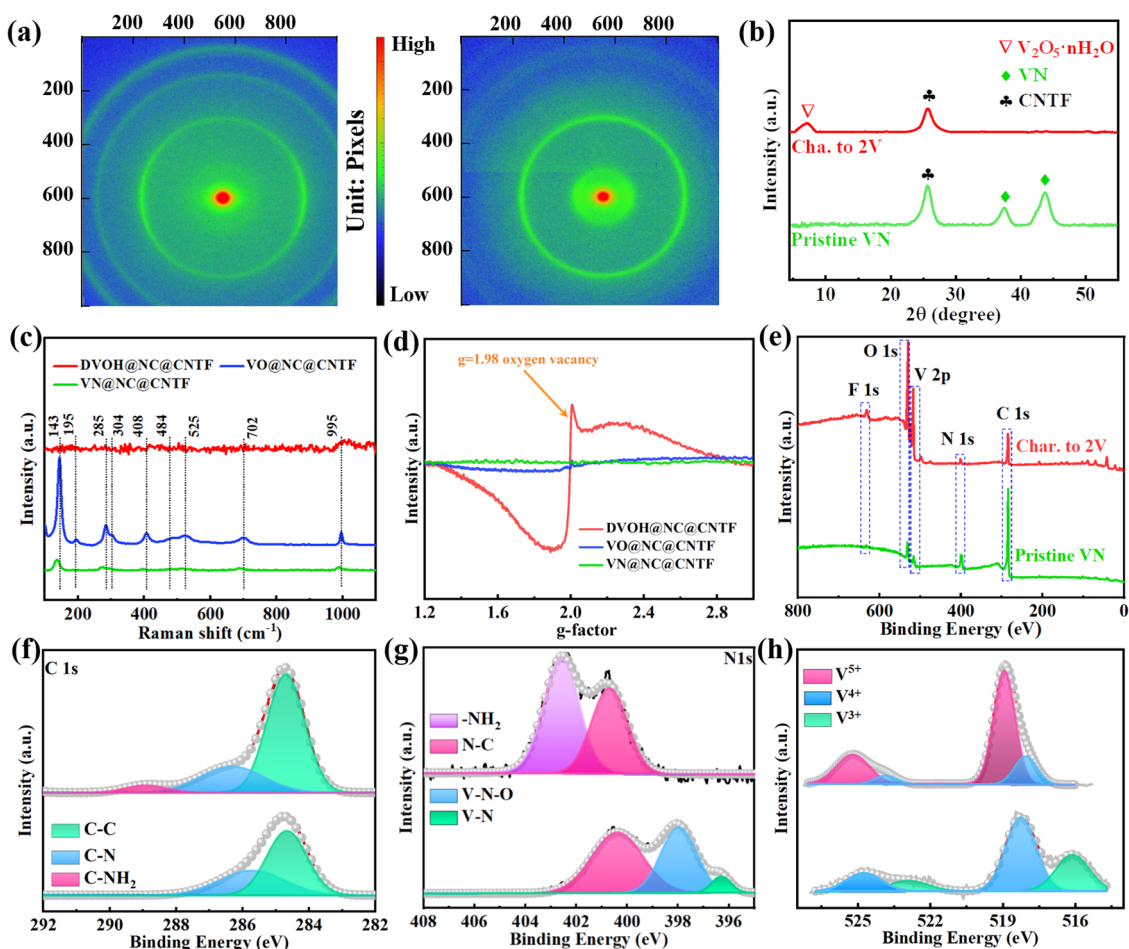 (a)
200 400 600 800
200
400
600
800
High
Unit: Pixels
Low
200 400 600 800
200
400
600
800
(b)
▽ V₂O₅·nH₂O
◆ VN
♣ CNTF
Cha. to 2V
Pristine VN
Intensity (a.u.)
10 20 30 40 50
2θ (degree)
(c)
DVOH@NC@CNTF VO@NC@CNTF
VN@NC@CNTF
143 195 285 304 408 484 525 702 995
Intensity (a.u.)
200 400 600 800 1000
Raman shift (cm⁻¹)
(d)
g=1.98 oxygen vacancy
DVOH@NC@CNTF
VO@NC@CNTF
VN@NC@CNTF
Intensity (a.u.)
1.2 1.6 2.0 2.4 2.8
g-factor
(e)
O 1s
V 2p
F 1s
N 1s
C 1s
Char. to 2V
Pristine VN
Intensity (a.u.)
800 600 400 200 0
Binding Energy (eV)
(f)
C 1s
C-C
C-N
C-NH₂
Intensity (a.u.)
292 290 288 286 284 282
Binding Energy (eV)
(g)
N1s
-NH₂
N-C
V-N-O
V-N
Intensity (a.u.)
408 406 404 402 400 398 396
Binding Energy (eV)
(h)
V⁵⁺
V⁴⁺
V³⁺
Intensity (a.u.)
525 522 519 516
Binding Energy (eV)